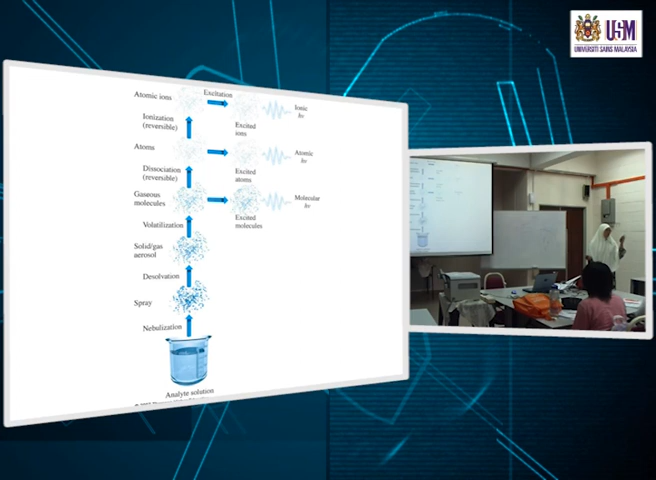 USM
UNIVERSITI SAINS MALAYSIA
Atomic ions
Excitation
Ionic
hν
Ionization
(reversible)
Excited
ions
Atoms
Atomic
hν
Dissociation
(reversible)
Excited
atoms
Gaseous
molecules
Molecular
hν
Volatilization
Excited
molecules
Solid/gas
aerosol
Desolvation
Spray
Nebulization
Analyte solution